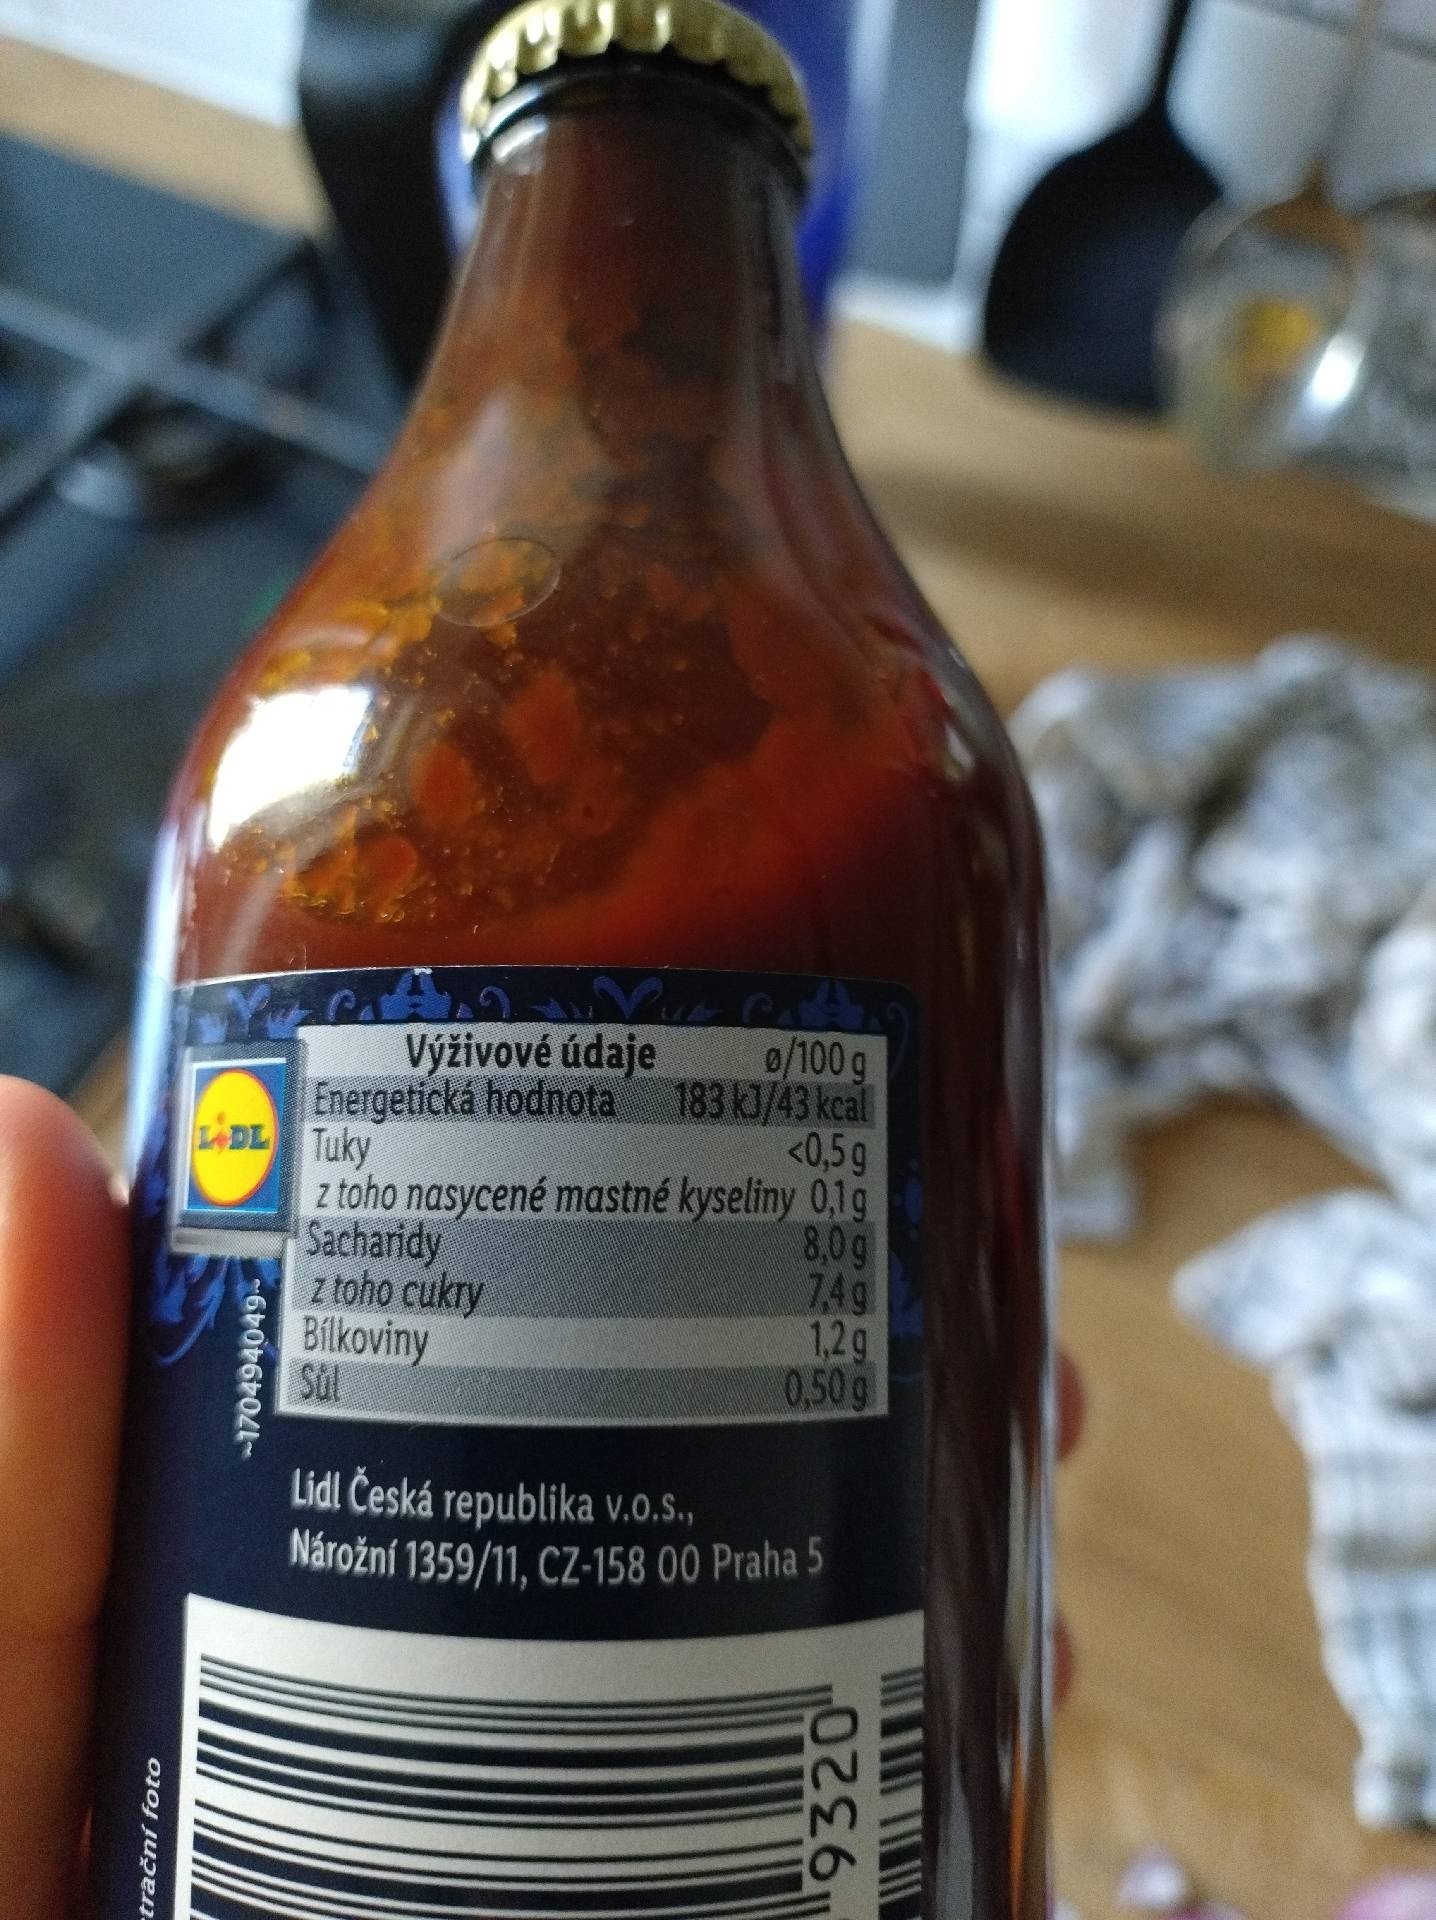 Výživové údaje ø/100 g
Energetická hodnota 183 kJ/43 kcal
Tuky <0,5 g
z toho nasycené mastné kyseliny 0,1 g
Sacharidy 8,0 g
z toho cukry 7,4 g
Bílkoviny 1,2 g
Sůl 0,50 g
LIDL
~170494049~
Lidl Česká republika v.o.s.,
Nárožní 1359/11, CZ-158 00 Praha 5
9320
foto